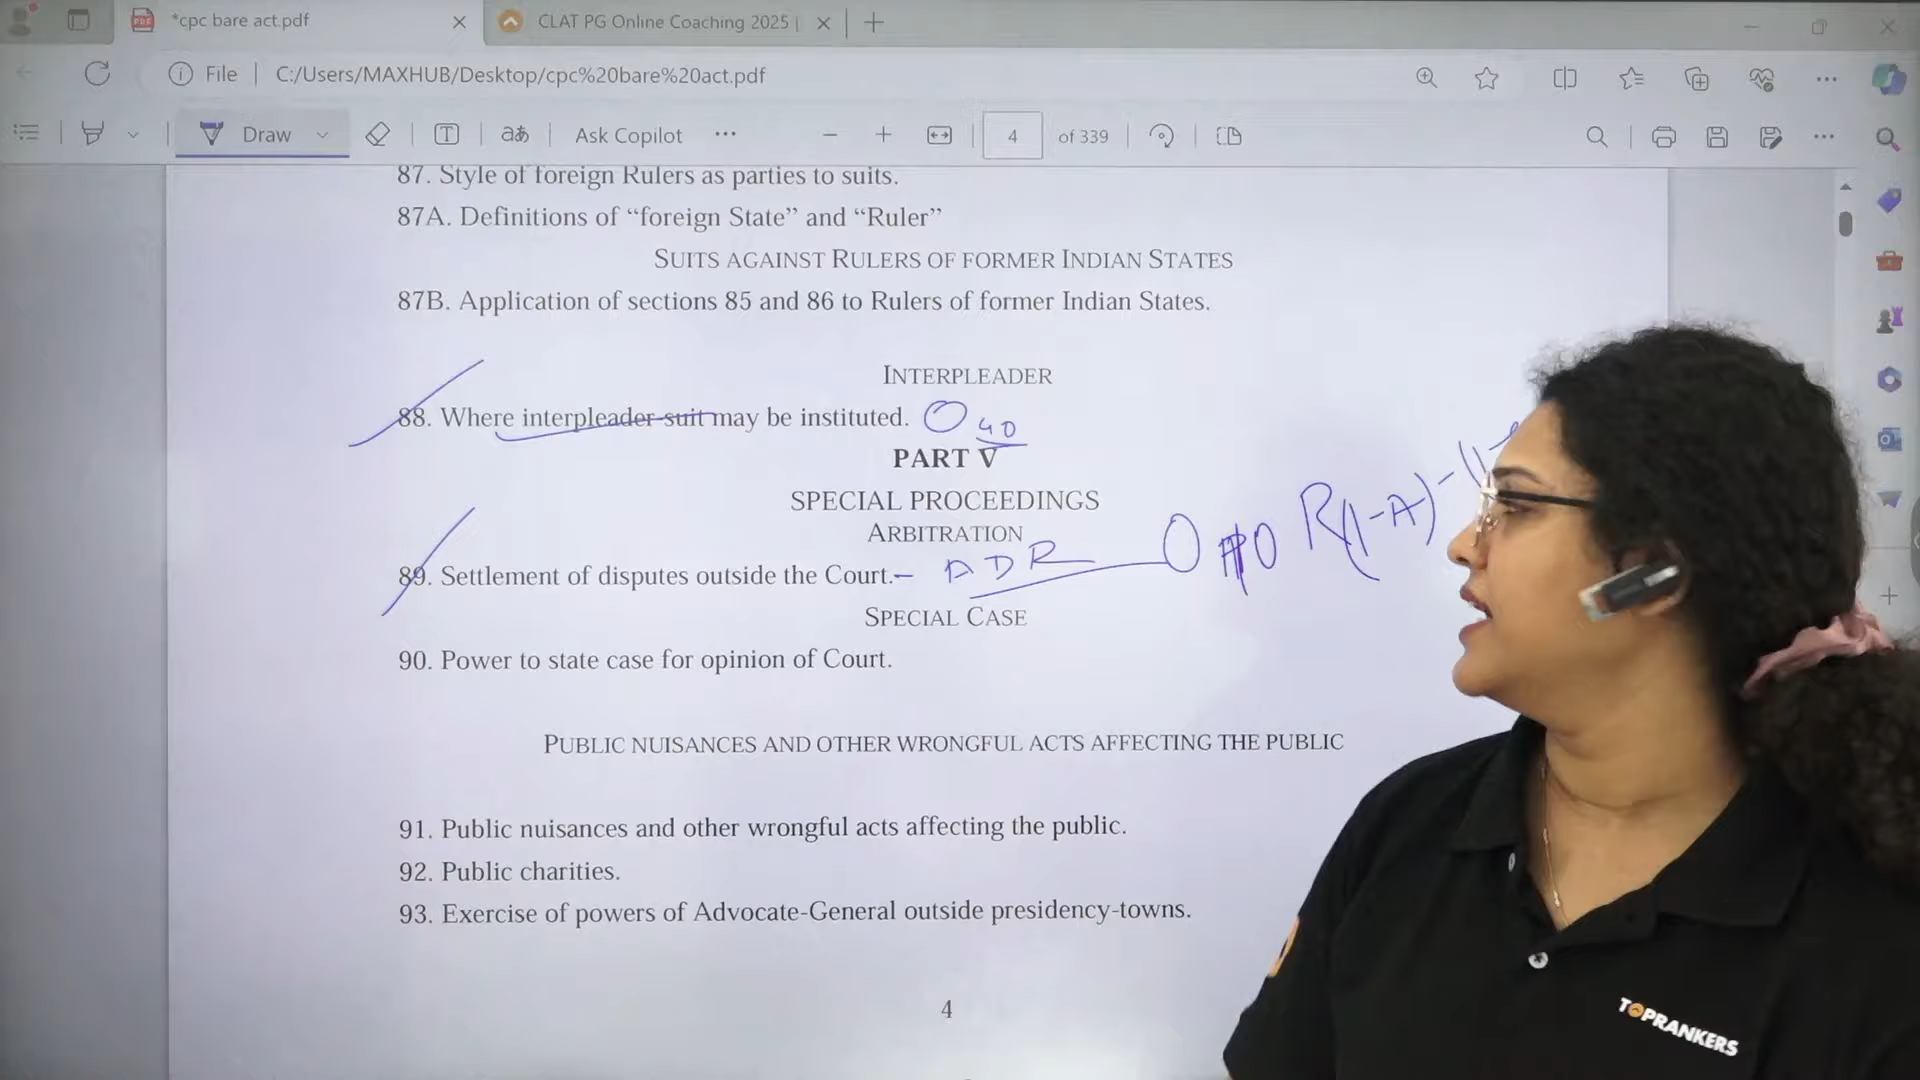 *cpc bare act.pdf
CLAT PG Online Coaching 2025 |
File
C:/Users/MAXHUB/Desktop/cpc%20bare%20act.pdf
Draw
T
aあ
Ask Copilot
4
of 339
87. Style of foreign Rulers as parties to suits.
87A. Definitions of “foreign State” and “Ruler”
SUITS AGAINST RULERS OF FORMER INDIAN STATES
87B. Application of sections 85 and 86 to Rulers of former Indian States.
INTERPLEADER
88. Where interpleader suit may be instituted. O 40
PART V
SPECIAL PROCEEDINGS
ARBITRATION
89. Settlement of disputes outside the Court. – ADR O 10 R(1-A) -
SPECIAL CASE
90. Power to state case for opinion of Court.
PUBLIC NUISANCES AND OTHER WRONGFUL ACTS AFFECTING THE PUBLIC
91. Public nuisances and other wrongful acts affecting the public.
92. Public charities.
93. Exercise of powers of Advocate-General outside presidency-towns.
4
TOPRANKERS